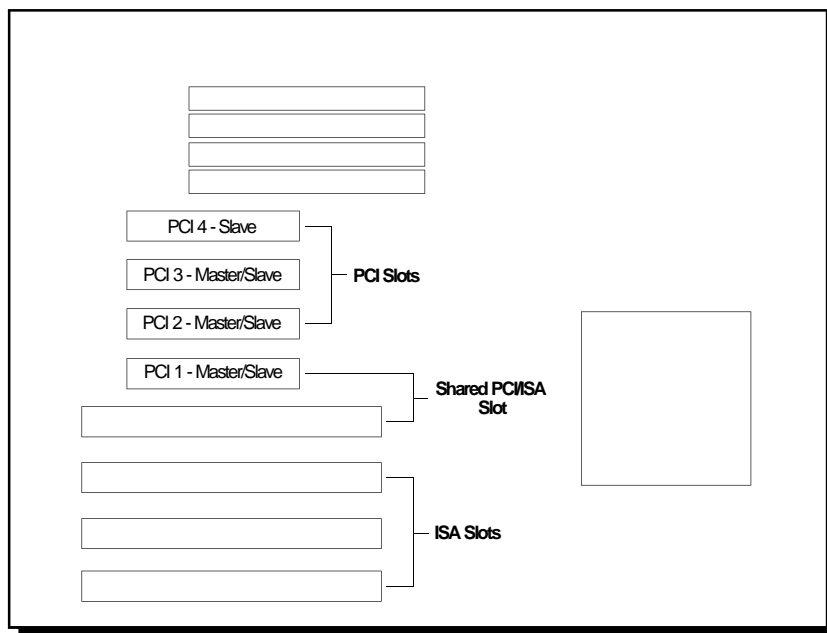 PCI 4 - Slave
PCI 3 - Master/Slave
PCI Slots
PCI 2 - Master/Slave
PCI 1 - Master/Slave
Shared PCI/ISA
Slot
ISA Slots